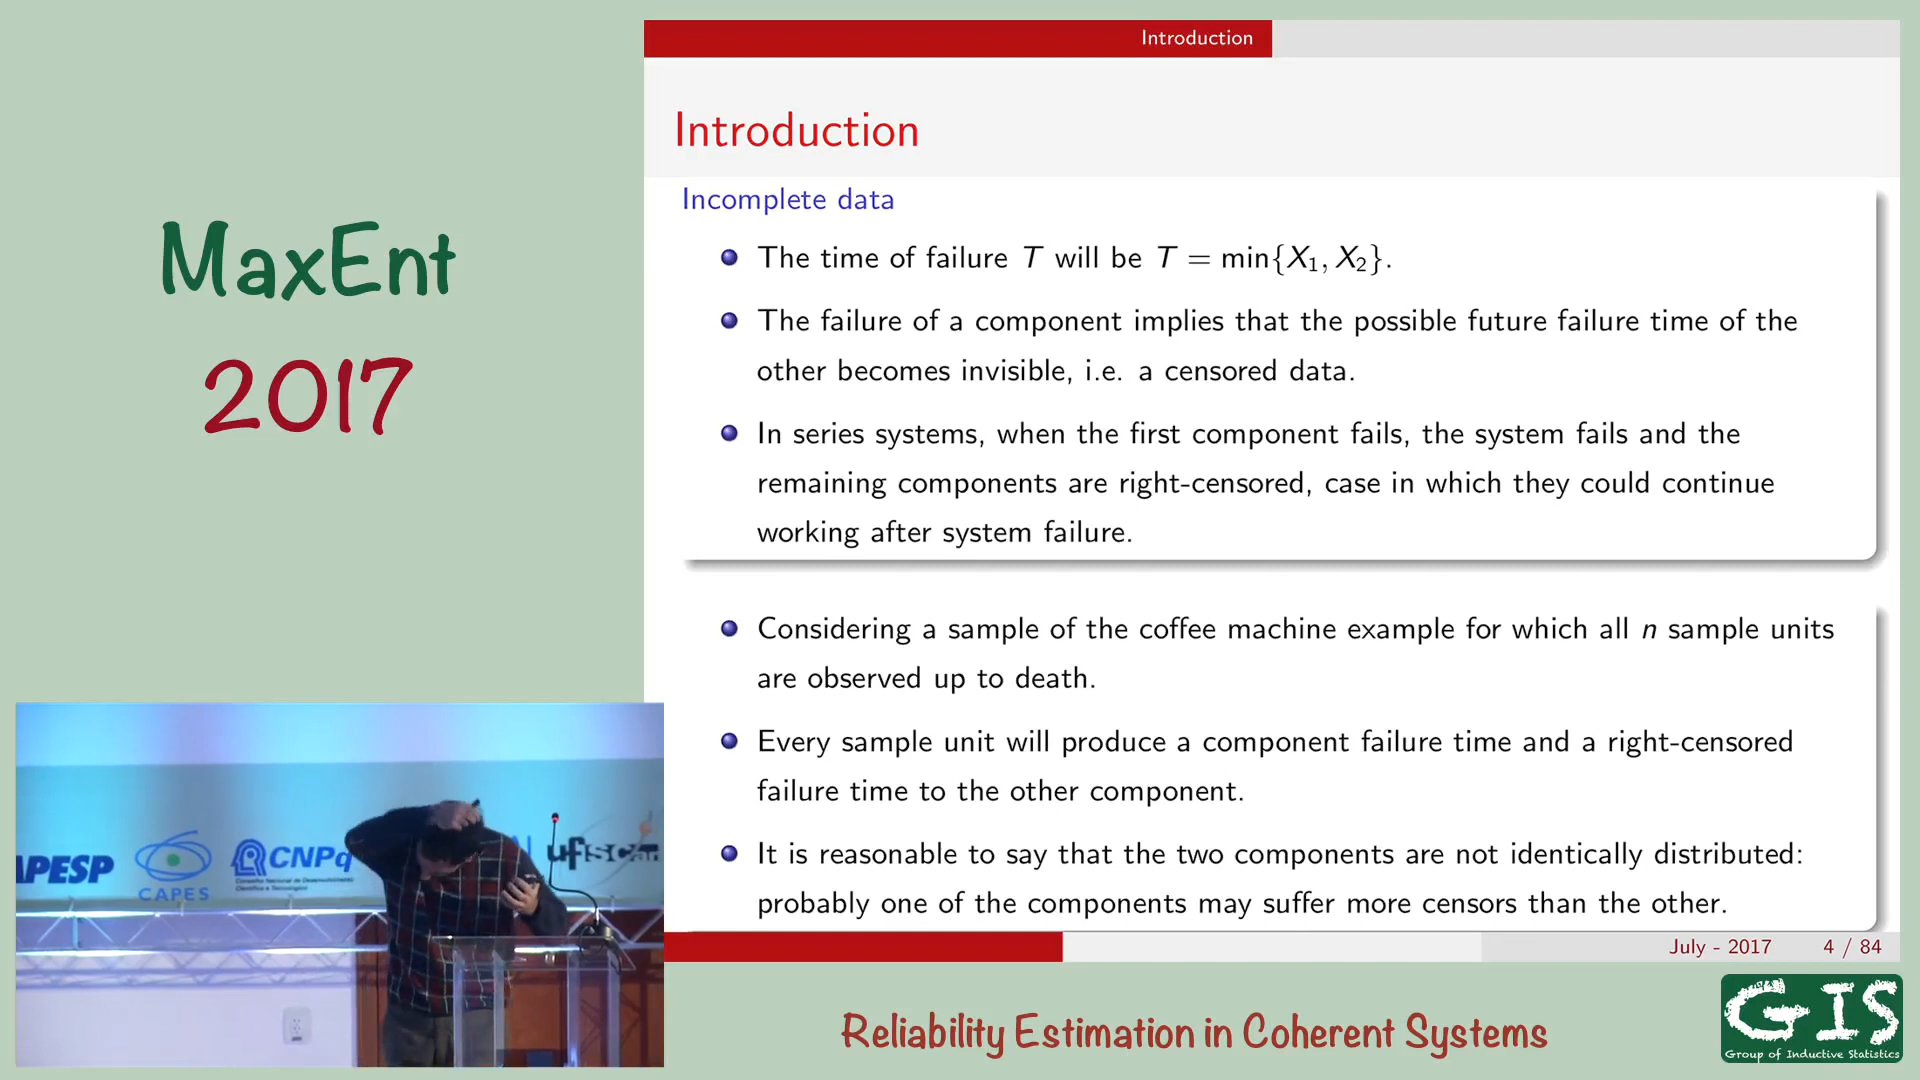 Introduction
Introduction
Incomplete data
The time of failure T will be T = min{X₁, X₂}.
The failure of a component implies that the possible future failure time of the
other becomes invisible, i.e. a censored data.
In series systems, when the first component fails, the system fails and the
remaining components are right-censored, case in which they could continue
working after system failure.
Considering a sample of the coffee machine example for which all n sample units
are observed up to death.
Every sample unit will produce a component failure time and a right-censored
failure time to the other component.
It is reasonable to say that the two components are not identically distributed:
probably one of the components may suffer more censors than the other.
July - 2017 4 / 84
MaxEnt
2017
APESP
CAPES
CNPq
ufscar
Reliability Estimation in Coherent Systems
GIS
Group of Inductive Statistics